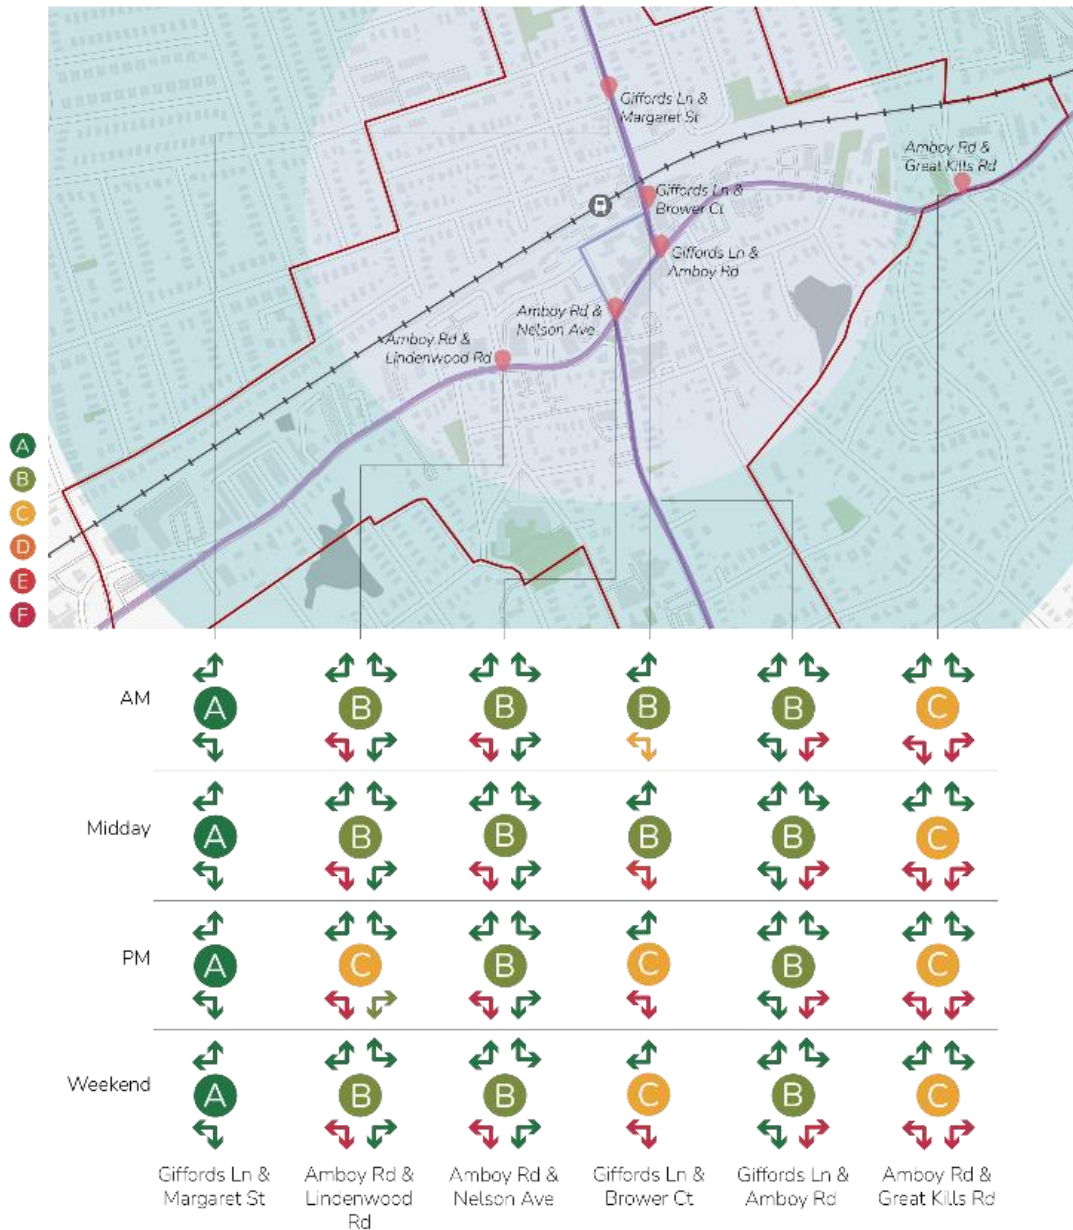 Giffords Ln &
Margaret St
Amboy Rd &
Great Kills Rd
Giffords Ln &
Brower Ct
Giffords Ln &
Amboy Rd
Amboy Rd &
Nelson Ave
Amboy Rd &
Lindenwood Rd
A
B
C
D
E
F
AM
A B B B B C
Midday
A B B B B C
PM
A C B C B C
Weekend
A B B C B C
Giffords Ln &
Margaret St
Amboy Rd &
Lindenwood
Rd
Amboy Rd &
Nelson Ave
Giffords Ln &
Brower Ct
Giffords Ln &
Amboy Rd
Amboy Rd &
Great Kills Rd